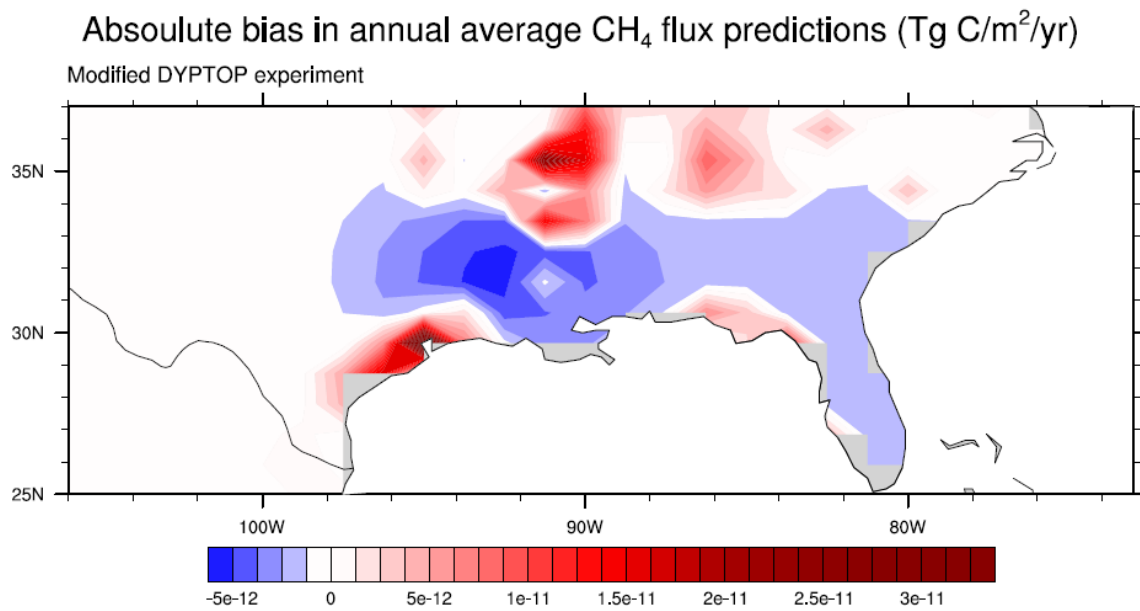 Absoulute bias in annual average CH₄ flux predictions (Tg C/m²/yr)
Modified DYPTOP experiment
35N
30N
25N
100W 90W 80W
-5e-12 0 5e-12 1e-11 1.5e-11 2e-11 2.5e-11 3e-11